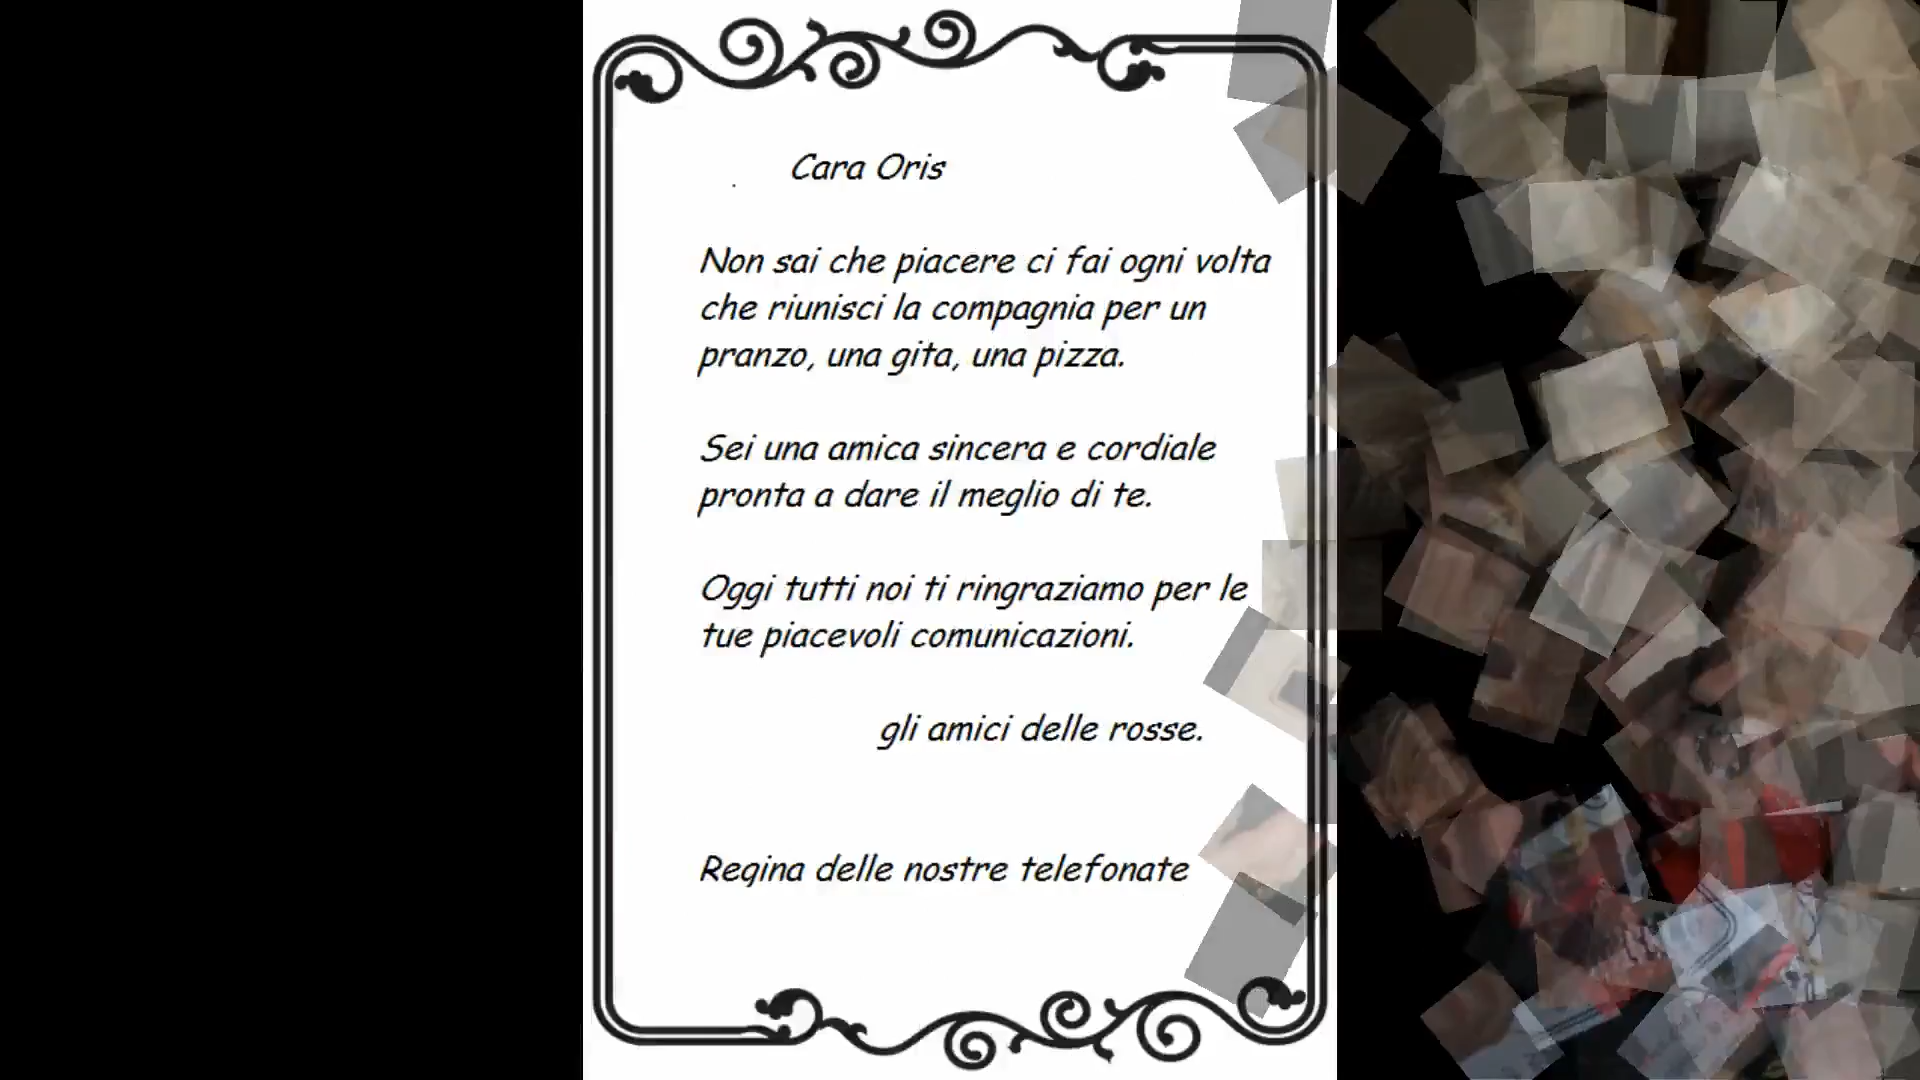 Cara Oris
Non sai che piacere ci fai ogni volta
che riunisci la compagnia per un
pranzo, una gita, una pizza.
Sei una amica sincera e cordiale
pronta a dare il meglio di te.
Oggi tutti noi ti ringraziamo per le
tue piacevoli comunicazioni.
gli amici delle rosse.
Regina delle nostre telefonate